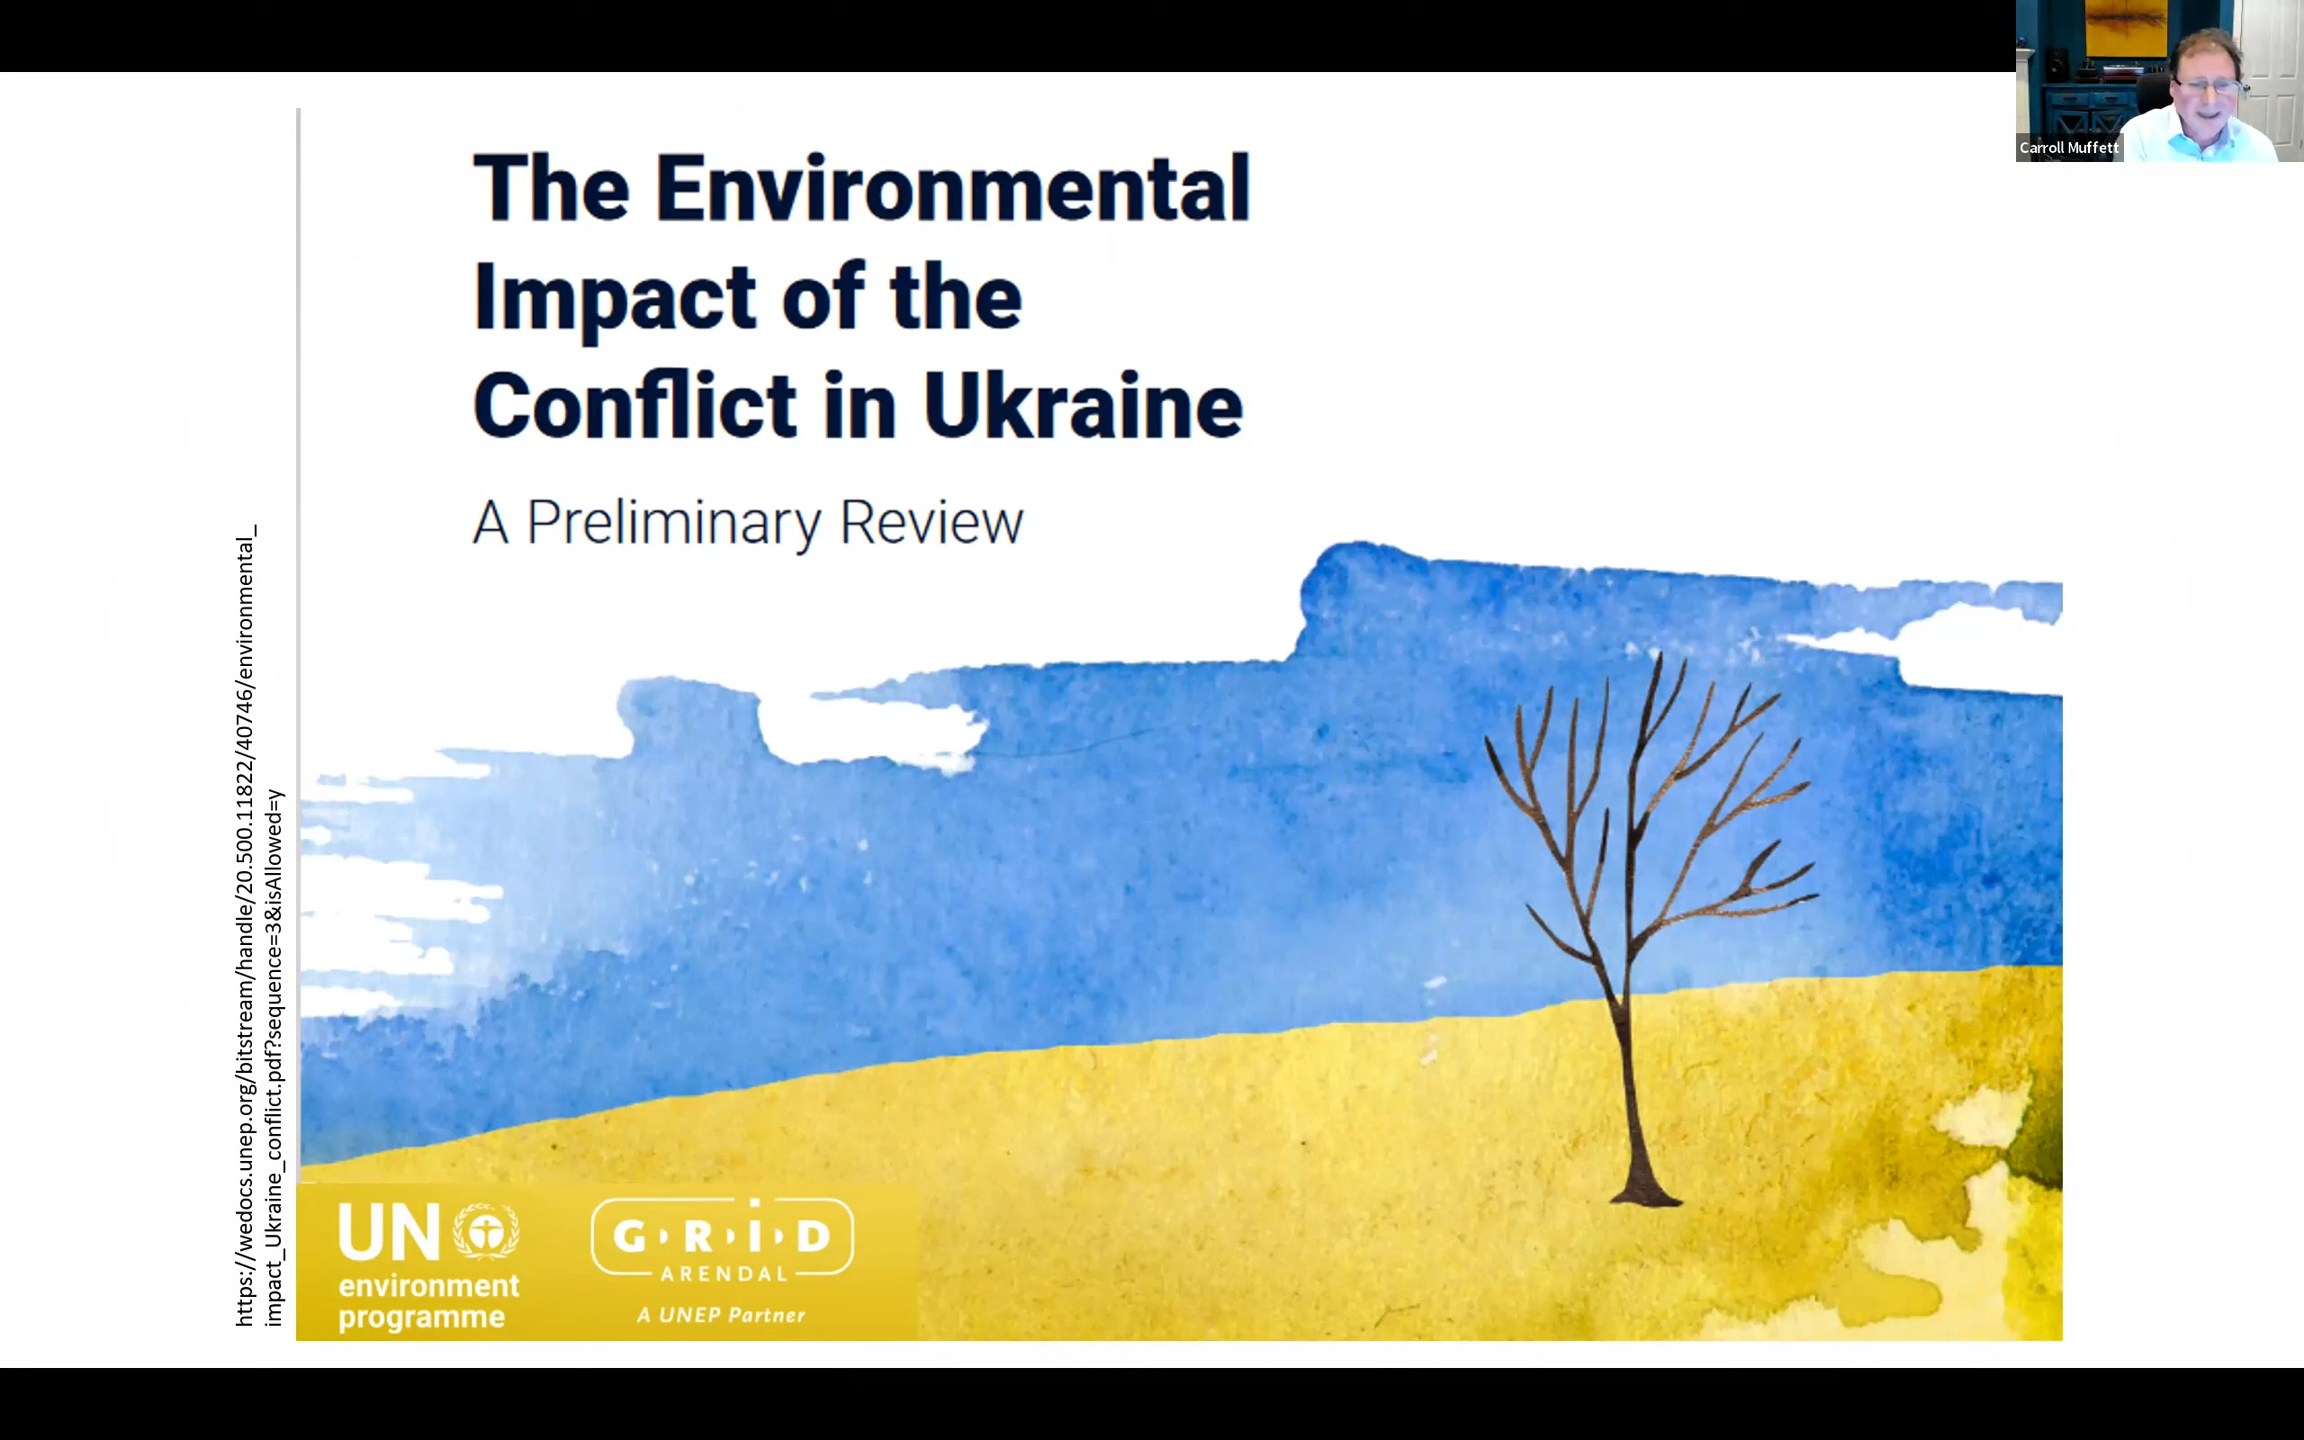 Carroll Muffett
The Environmental
Impact of the
Conflict in Ukraine
A Preliminary Review
https://wedocs.unep.org/bitstream/handle/20.500.11822/40746/environmental_
impact_Ukraine_conflict.pdf?sequence=3&isAllowed=y
UN
environment
programme
G·R·i·D
ARENDAL
A UNEP Partner